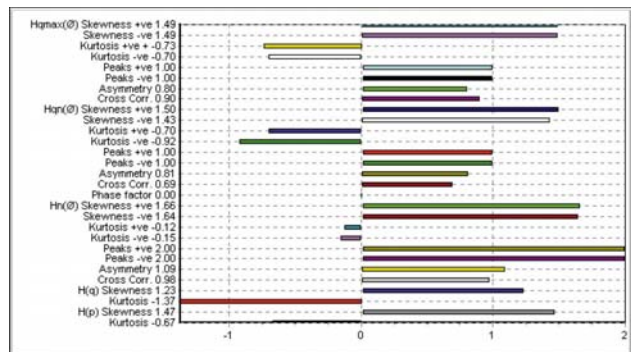 Hqmax(Ø) Skewness +ve 1.49
Skewness -ve 1.49
Kurtosis +ve + -0.73
Kurtosis -ve -0.70
Peaks +ve 1.00
Peaks -ve 1.00
Asymmetry 0.80
Cross Corr. 0.90
Hqn(Ø) Skewness +ve 1.50
Skewness -ve 1.43
Kurtosis +ve -0.70
Kurtosis -ve -0.92
Peaks +ve 1.00
Peaks -ve 1.00
Asymmetry 0.81
Cross Corr. 0.69
Phase factor 0.00
Hn(Ø) Skewness +ve 1.66
Skewness -ve 1.64
Kurtosis +ve -0.12
Kurtosis -ve -0.15
Peaks +ve 2.00
Peaks -ve 2.00
Asymmetry 1.09
Cross Corr. 0.98
H(q) Skewness 1.23
Kurtosis -1.37
H(p) Skewness 1.47
Kurtosis -0.67
-1 0 1 2